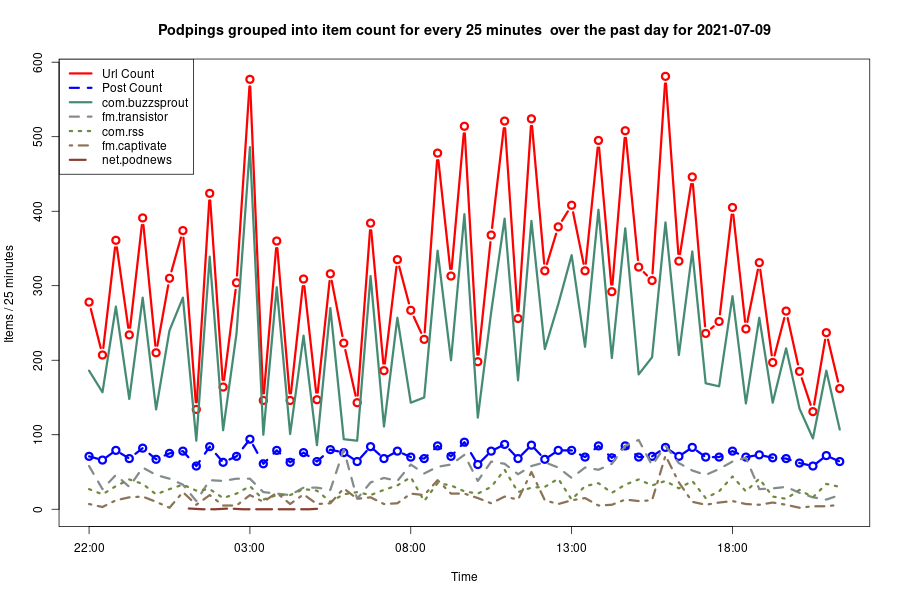 Podpings grouped into item count for every 25 minutes  over the past day for 2021-07-09
Url Count
Post Count
com.buzzsprout
fm.transistor
com.rss
fm.captivate
net.podnews
Items / 25 minutes
600
500
400
300
200
100
0
22:00 03:00 08:00 13:00 18:00
Time